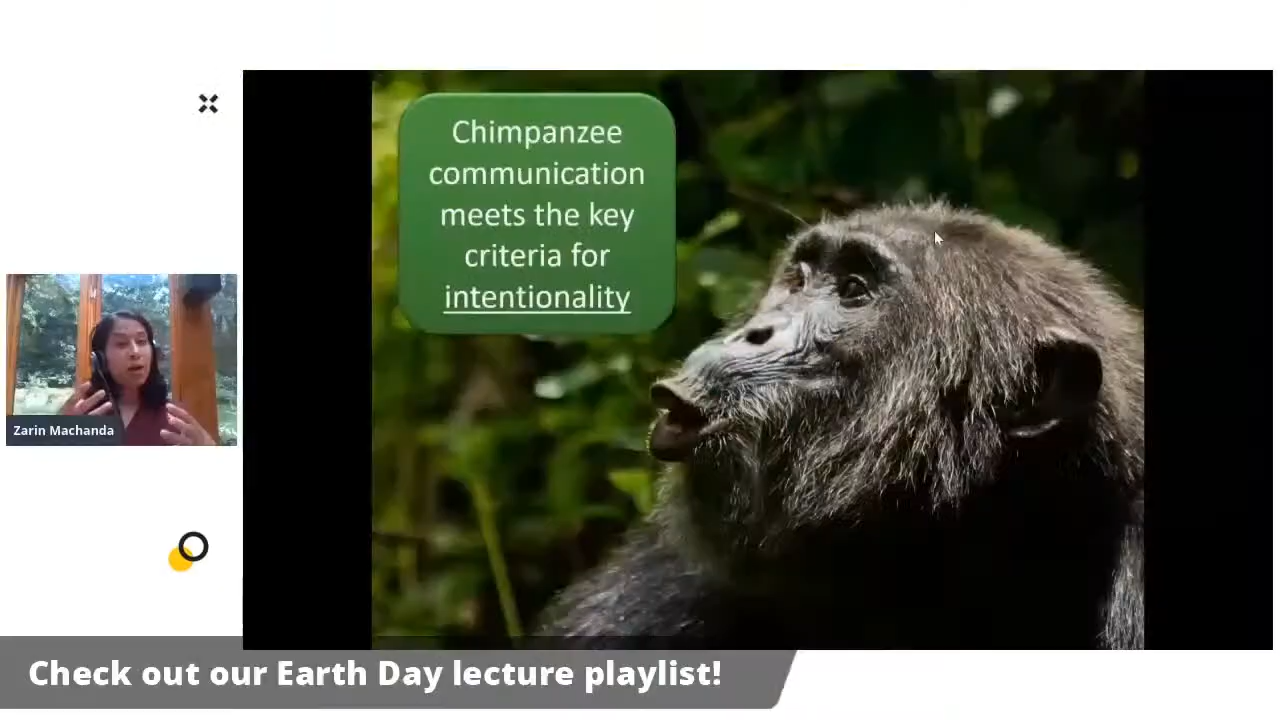 Chimpanzee
communication
meets the key
criteria for
intentionality
Zarin Machanda
Check out our Earth Day lecture playlist!